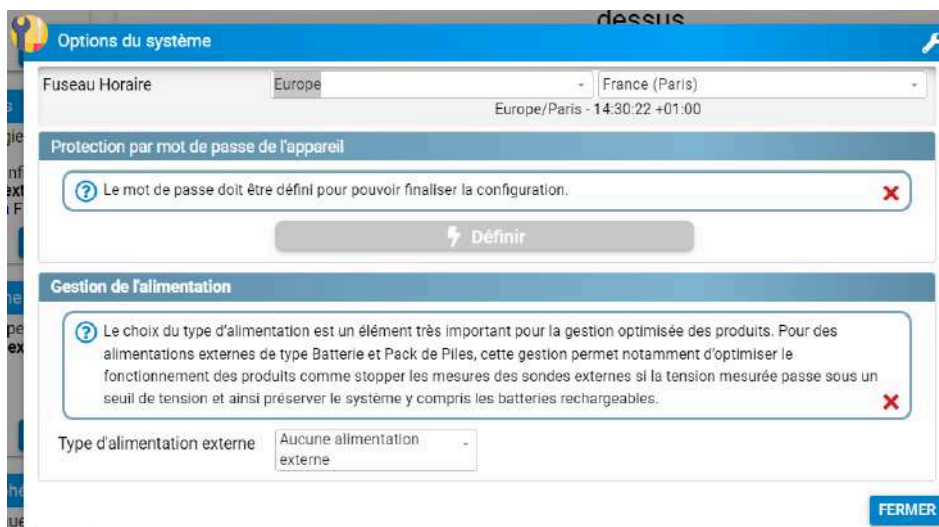 dessus
Options du système
Fuseau Horaire Europe France (Paris)
Europe/Paris - 14:30:22 +01:00
Protection par mot de passe de l'appareil
Le mot de passe doit être défini pour pouvoir finaliser la configuration.
Définir
Gestion de l'alimentation
Le choix du type d'alimentation est un élément très important pour la gestion optimisée des produits. Pour des
alimentations externes de type Batterie et Pack de Piles, cette gestion permet notamment d'optimiser le
fonctionnement des produits comme stopper les mesures des sondes externes si la tension mesurée passe sous un
seuil de tension et ainsi préserver le système y compris les batteries rechargeables.
Type d'alimentation externe Aucune alimentation
externe
FERMER